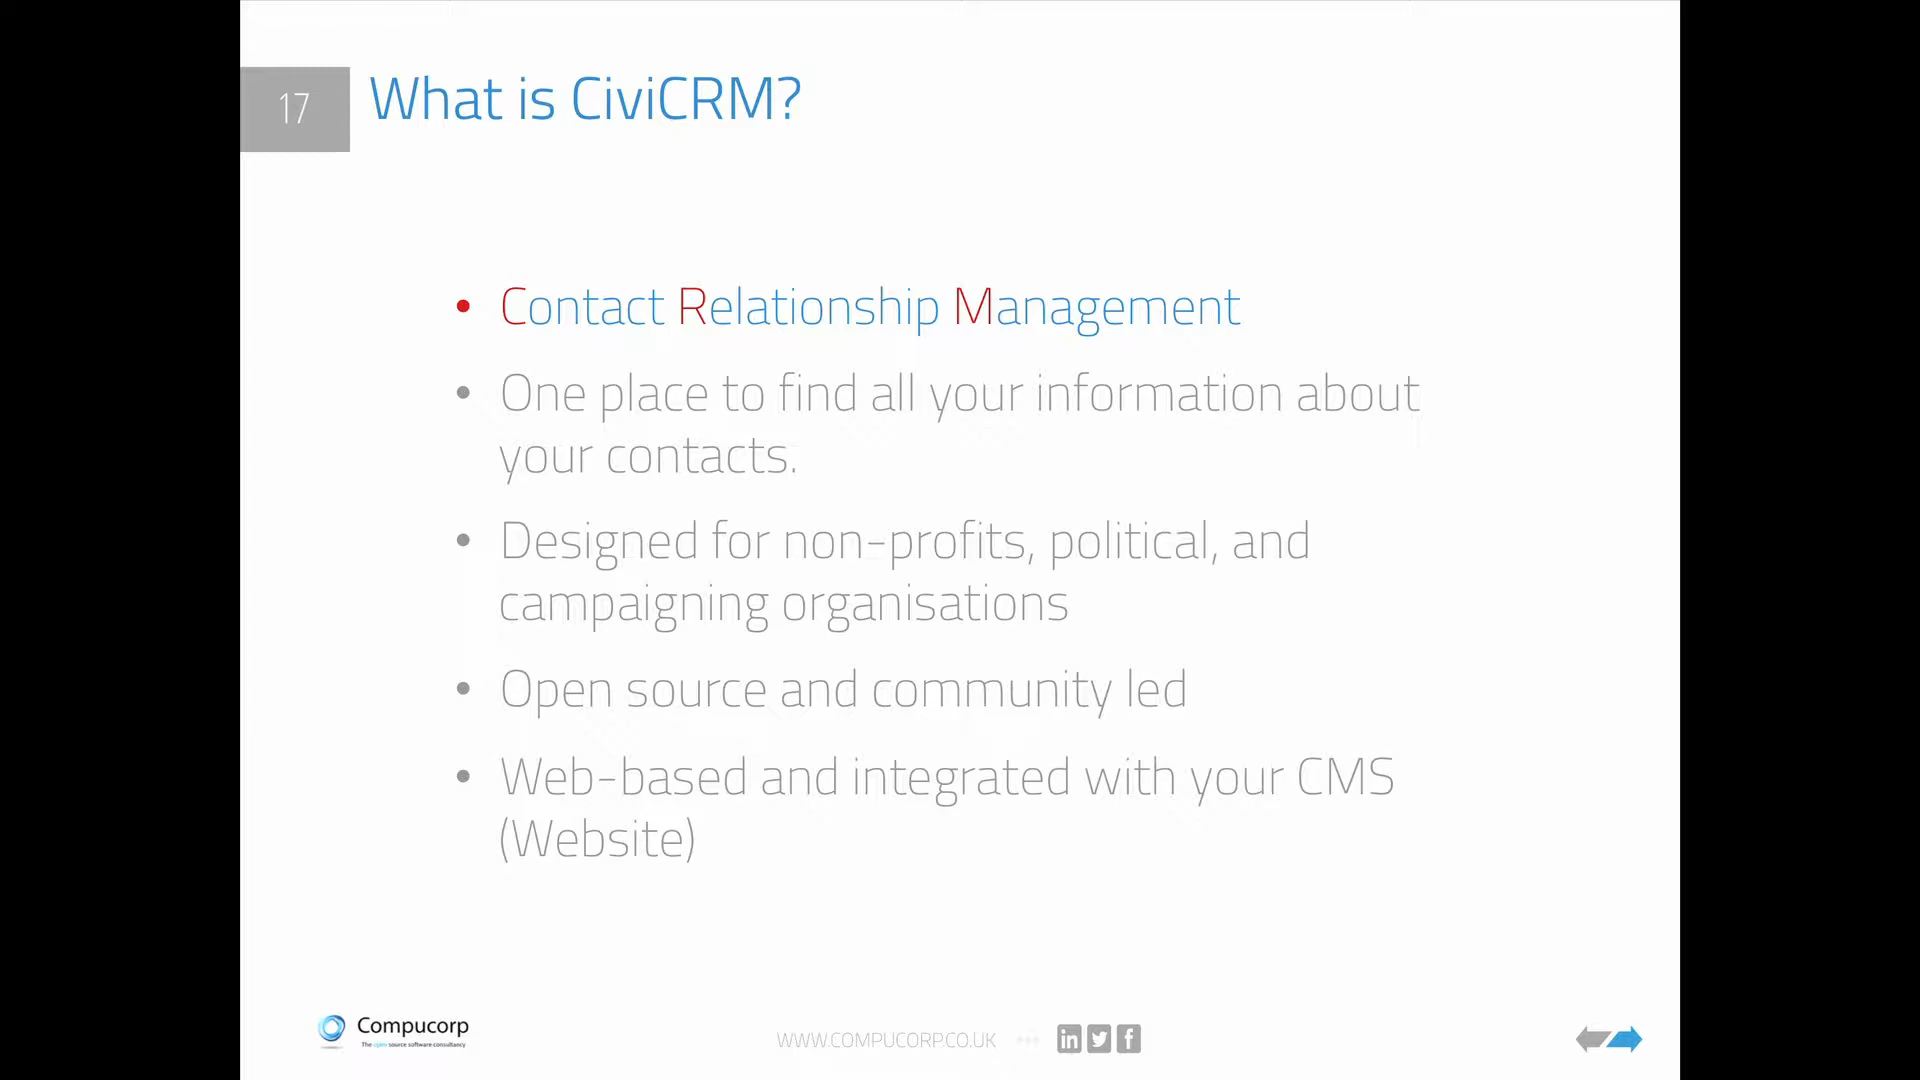 17
What is CiviCRM?
• Contact Relationship Management
• One place to find all your information about
your contacts.
• Designed for non-profits, political, and
campaigning organisations
• Open source and community led
• Web-based and integrated with your CMS
(Website)
Compucorp
The open source software consultancy
WWW.COMPUCORP.CO.UK
in f